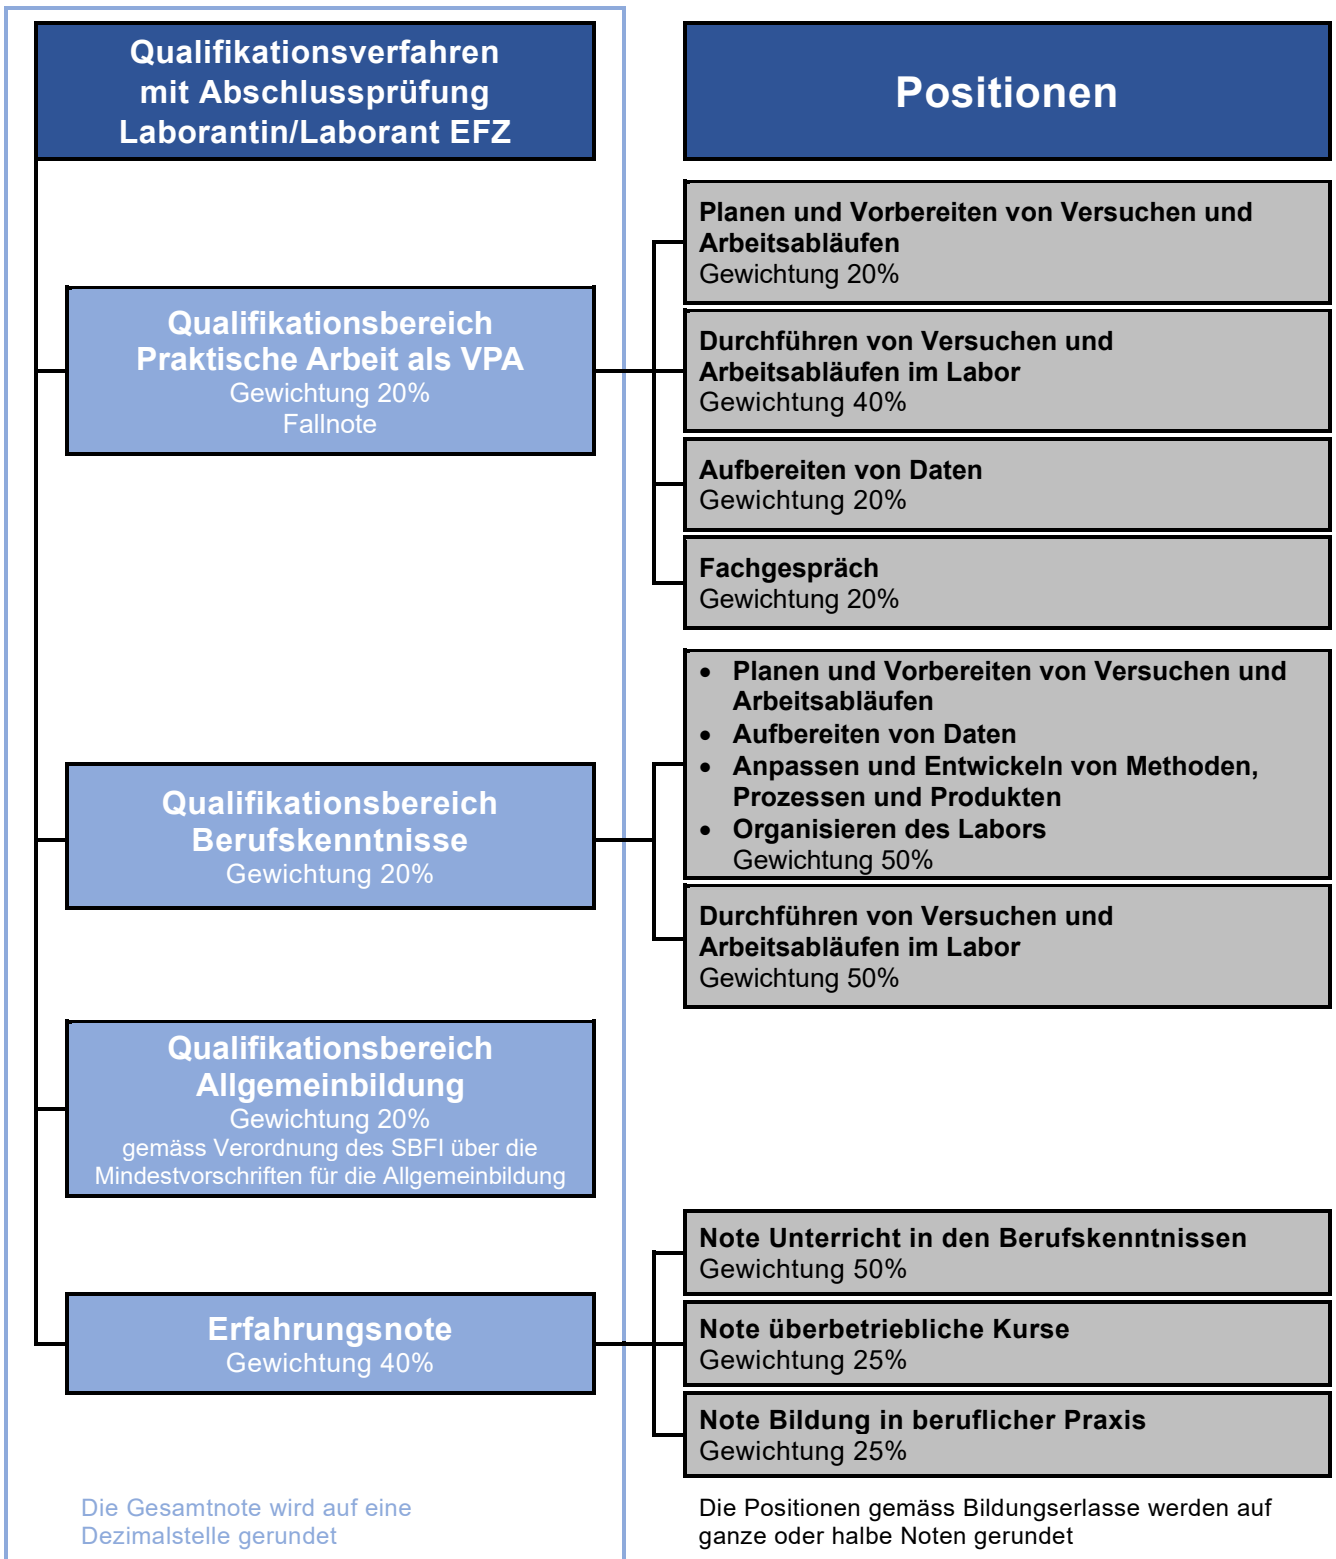 Qualifikationsverfahren
mit Abschlussprüfung
Laborantin/Laborant EFZ
Positionen
Qualifikationsbereich
Praktische Arbeit als VPA
Gewichtung 20%
Fallnote
Planen und Vorbereiten von Versuchen und
Arbeitsabläufen
Gewichtung 20%
Durchführen von Versuchen und
Arbeitsabläufen im Labor
Gewichtung 40%
Aufbereiten von Daten
Gewichtung 20%
Fachgespräch
Gewichtung 20%
Qualifikationsbereich
Berufskenntnisse
Gewichtung 20%
• Planen und Vorbereiten von Versuchen und
Arbeitsabläufen
• Aufbereiten von Daten
• Anpassen und Entwickeln von Methoden,
Prozessen und Produkten
• Organisieren des Labors
Gewichtung 50%
Durchführen von Versuchen und
Arbeitsabläufen im Labor
Gewichtung 50%
Qualifikationsbereich
Allgemeinbildung
Gewichtung 20%
gemäss Verordnung des SBFI über die
Mindestvorschriften für die Allgemeinbildung
Erfahrungsnote
Gewichtung 40%
Note Unterricht in den Berufskenntnissen
Gewichtung 50%
Note überbetriebliche Kurse
Gewichtung 25%
Note Bildung in beruflicher Praxis
Gewichtung 25%
Die Gesamtnote wird auf eine
Dezimalstelle gerundet
Die Positionen gemäss Bildungserlasse werden auf
ganze oder halbe Noten gerundet